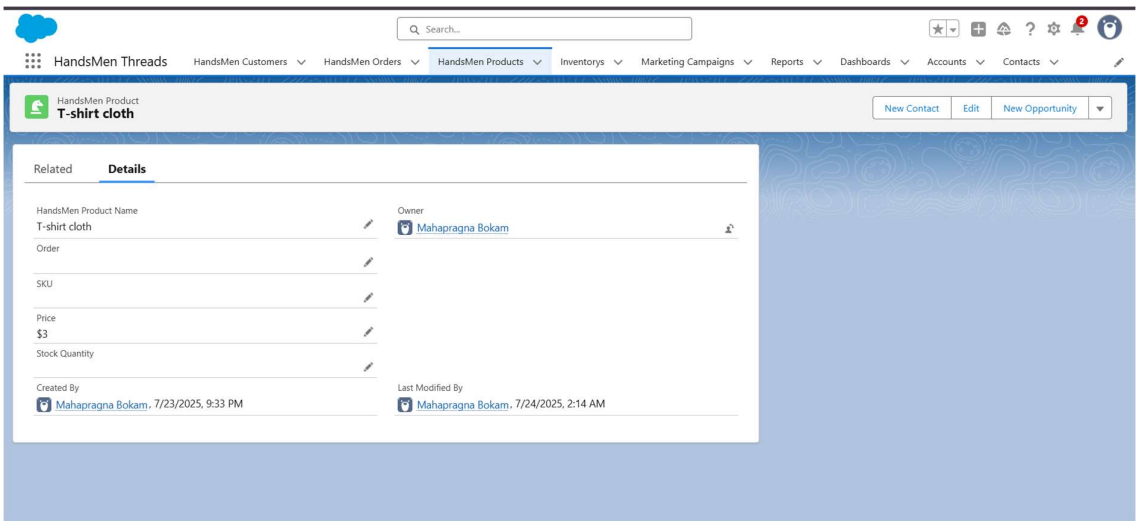 Search...
2
HandsMen Threads HandsMen Customers HandsMen Orders HandsMen Products Inventorys Marketing Campaigns Reports Dashboards Accounts Contacts
HandsMen Product
T-shirt cloth
New Contact Edit New Opportunity
Related Details
HandsMen Product Name
T-shirt cloth
Owner
Mahapragna Bokam
Order
SKU
Price
$3
Stock Quantity
Created By
Mahapragna Bokam, 7/23/2025, 9:33 PM
Last Modified By
Mahapragna Bokam, 7/24/2025, 2:14 AM